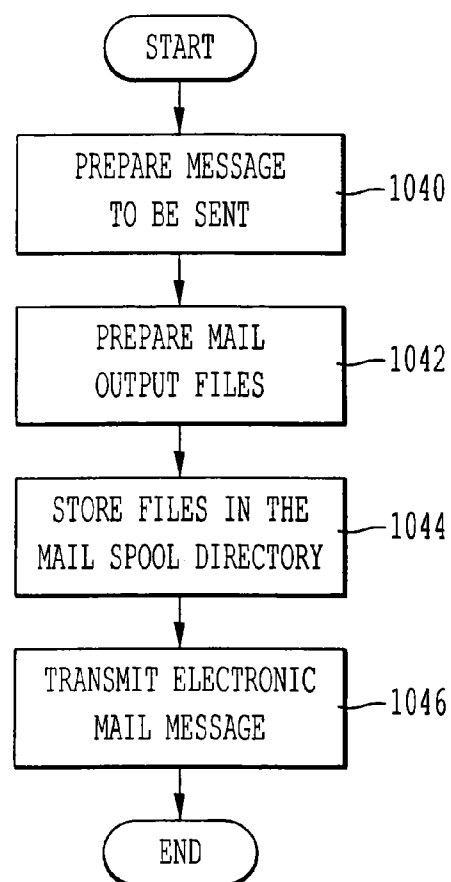 START
PREPARE MESSAGE
TO BE SENT
1040
PREPARE MAIL
OUTPUT FILES
1042
STORE FILES IN THE
MAIL SPOOL DIRECTORY
1044
TRANSMIT ELECTRONIC
MAIL MESSAGE
1046
END